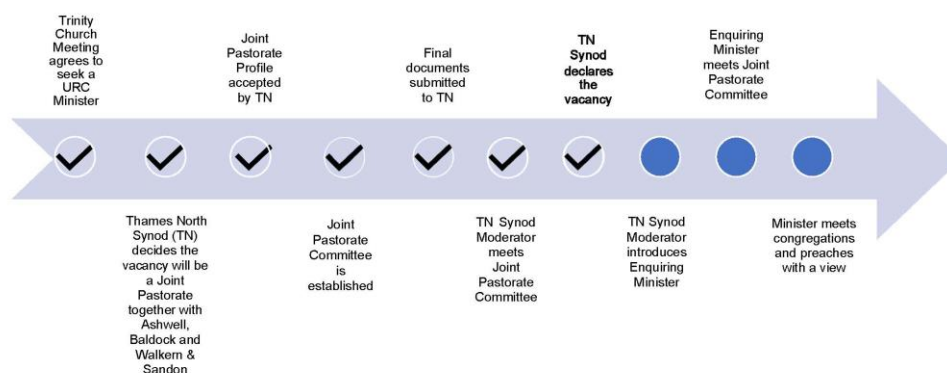 Trinity
Church
Meeting
agrees to
seek a
URC
Minister
Thames North
Synod (TN)
decides the
vacancy will be
a Joint
Pastorate
together with
Ashwell,
Baldock and
Walkern &
Sandon
Joint
Pastorate
Profile
accepted
by TN
Joint
Pastorate
Committee
is
established
Final
documents
submitted
to TN
TN Synod
Moderator
meets
Joint
Pastorate
Committee
TN
Synod
declares
the
vacancy
TN Synod
Moderator
introduces
Enquiring
Minister
Enquiring
Minister
meets Joint
Pastorate
Committee
Minister meets
congregations
and preaches
with a view